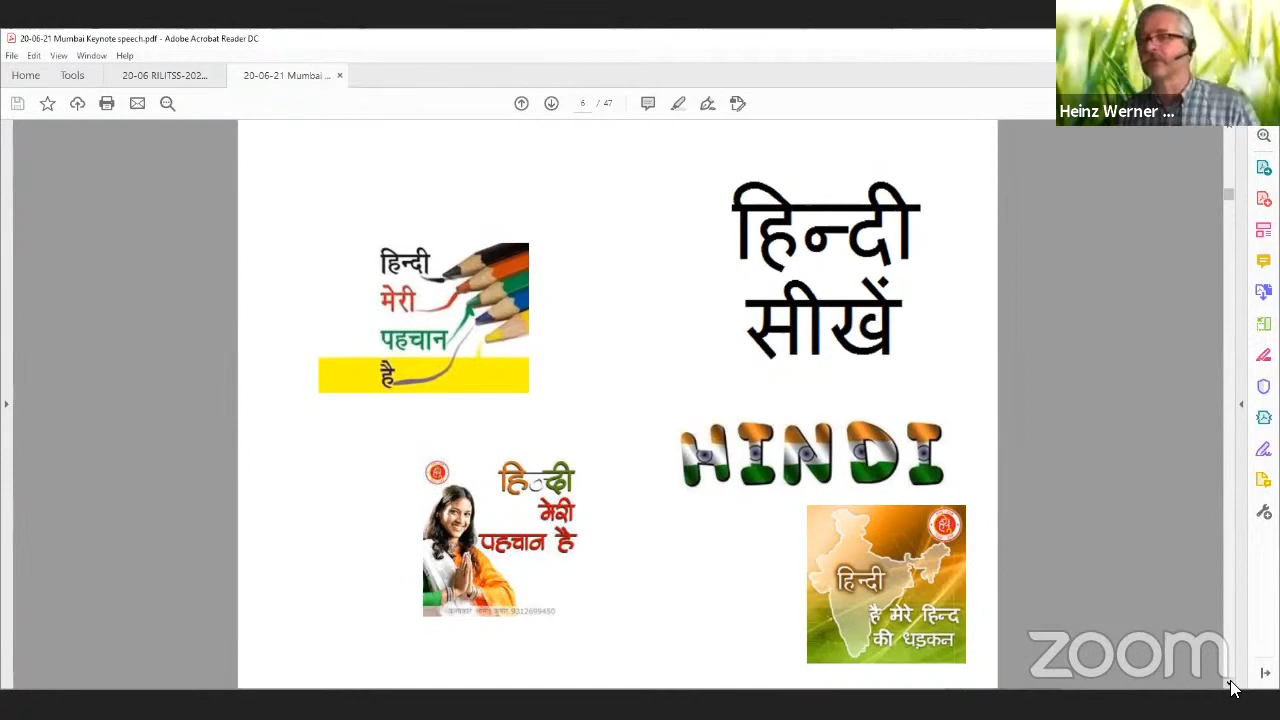 20-06-21 Mumbai Keynote speech.pdf - Adobe Acrobat Reader DC
File Edit View Window Help
Home Tools 20-06 RILITSS-202... 20-06-21 Mumbai ... ×
6 / 47
Heinz Werner ...
हिन्दी
सीखें
हिन्दी
मेरी
पहचान
है
HINDI
हिन्दी
मेरी
पहचान है
9312699450
हिन्दी
है मेरे हिन्द
की धड़कन
zoom